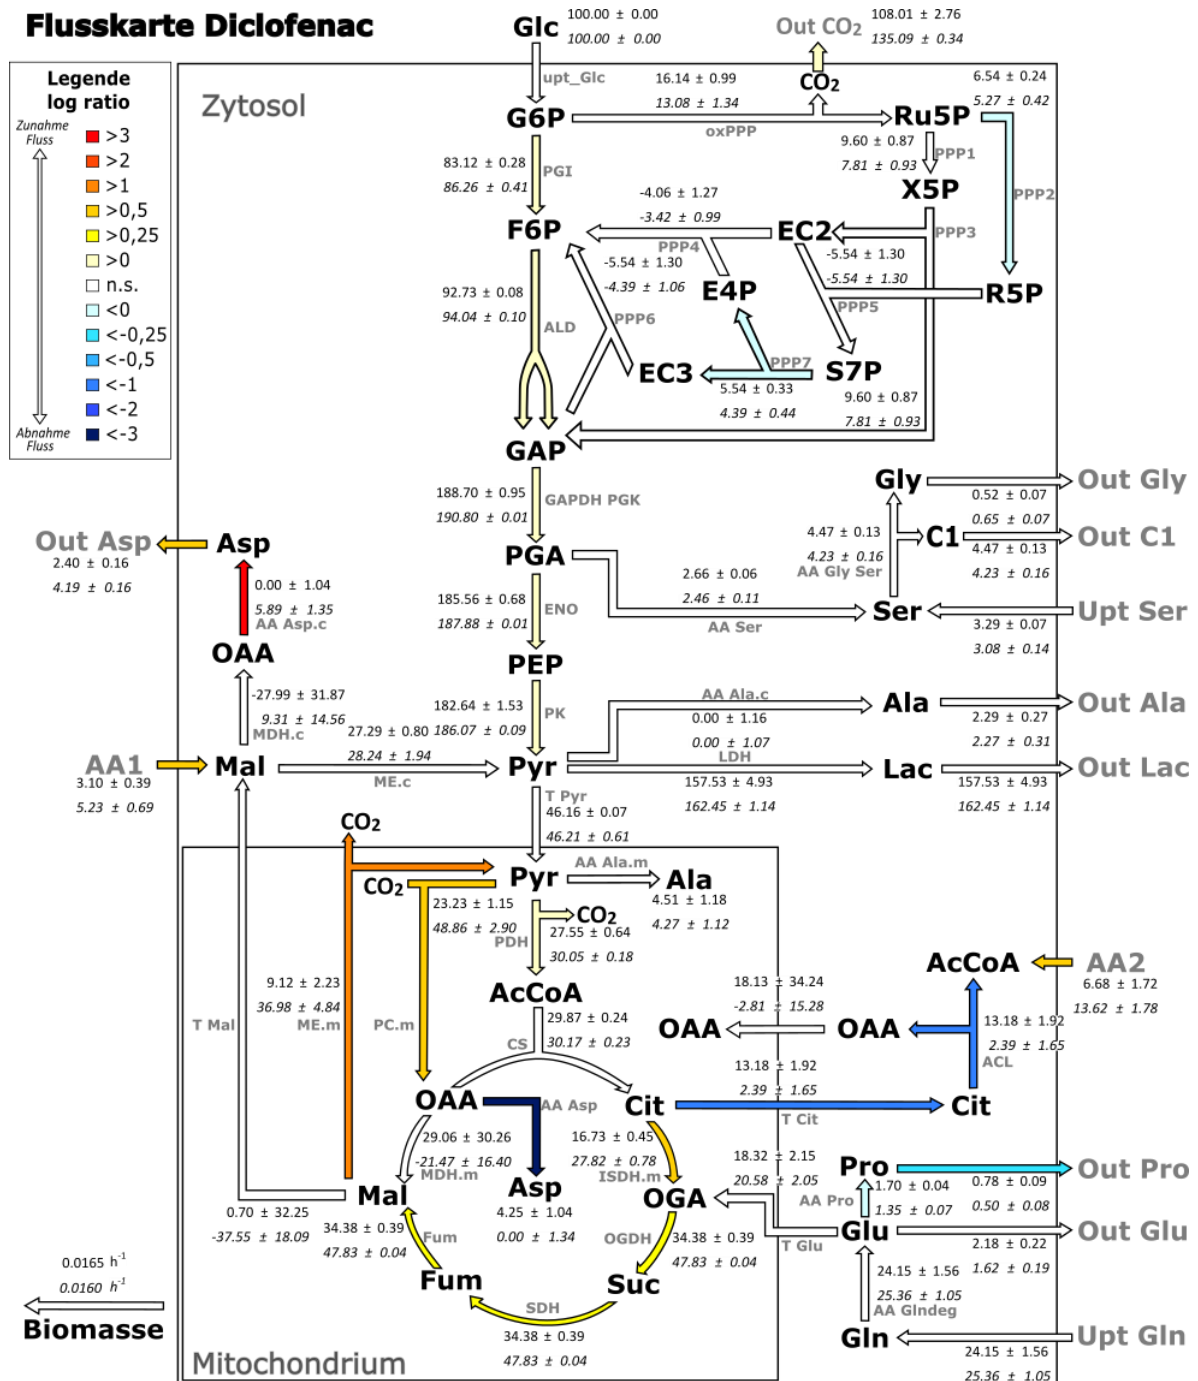 Flusskarte Diclofenac
Legende
log ratio
Zunahme
Fluss
>3
>2
>1
>0,5
>0,25
>0
n.s.
<0
<-0,25
<-0,5
<-1
<-2
<-3
Abnahme
Fluss
Zytosol
Glc
100.00 ± 0.00
100.00 ± 0.00
upt_Glc
Out CO₂
108.01 ± 2.76
135.09 ± 0.34
CO₂
G6P
16.14 ± 0.99
13.08 ± 1.34
oxPPP
Ru5P
6.54 ± 0.24
5.27 ± 0.42
9.60 ± 0.87
7.81 ± 0.93
PPP1
PPP2
X5P
83.12 ± 0.28
86.26 ± 0.41
PGI
F6P
-4.06 ± 1.27
-3.42 ± 0.99
PPP4
EC2
PPP3
-5.54 ± 1.30
-5.54 ± 1.30
PPP5
R5P
-5.54 ± 1.30
-4.39 ± 1.06
E4P
PPP6
92.73 ± 0.08
94.04 ± 0.10
ALD
EC3
PPP7
5.54 ± 0.33
4.39 ± 0.44
S7P
9.60 ± 0.87
7.81 ± 0.93
GAP
188.70 ± 0.95
190.80 ± 0.01
GAPDH PGK
Gly
0.52 ± 0.07
0.65 ± 0.07
Out Gly
4.47 ± 0.13
4.23 ± 0.16
AA Gly Ser
C1
4.47 ± 0.13
4.23 ± 0.16
Out C1
Out Asp
2.40 ± 0.16
4.19 ± 0.16
Asp
0.00 ± 1.04
5.89 ± 1.35
AA Asp.c
PGA
2.66 ± 0.06
2.46 ± 0.11
AA Ser
Ser
3.29 ± 0.07
3.08 ± 0.14
Upt Ser
185.56 ± 0.68
187.88 ± 0.01
ENO
OAA
PEP
-27.99 ± 31.87
9.31 ± 14.56
MDH.c
182.64 ± 1.53
186.07 ± 0.09
PK
AA Ala.c
0.00 ± 1.16
0.00 ± 1.07
Ala
2.29 ± 0.27
2.27 ± 0.31
Out Ala
AA1
3.10 ± 0.39
5.23 ± 0.69
Mal
27.29 ± 0.80
28.24 ± 1.94
ME.c
Pyr
LDH
157.53 ± 4.93
162.45 ± 1.14
Lac
157.53 ± 4.93
162.45 ± 1.14
Out Lac
T Pyr
46.16 ± 0.07
46.21 ± 0.61
CO₂
CO₂
Pyr
AA Ala.m
Ala
4.51 ± 1.18
4.27 ± 1.12
23.23 ± 1.15
48.86 ± 2.90
PDH
CO₂
27.55 ± 0.64
30.05 ± 0.18
9.12 ± 2.23
36.98 ± 4.84
T Mal
ME.m
PC.m
AcCoA
29.87 ± 0.24
30.17 ± 0.23
CS
18.13 ± 34.24
-2.81 ± 15.28
OAA
OAA
AcCoA
AA2
6.68 ± 1.72
13.62 ± 1.78
13.18 ± 1.92
2.39 ± 1.65
ACL
13.18 ± 1.92
2.39 ± 1.65
T Cit
Cit
OAA
AA Asp
Cit
29.06 ± 30.26
-21.47 ± 16.40
MDH.m
16.73 ± 0.45
27.82 ± 0.78
ISDH.m
Asp
4.25 ± 1.04
0.00 ± 1.34
Mal
0.70 ± 32.25
-37.55 ± 18.09
OGA
18.32 ± 2.15
20.58 ± 2.05
T Glu
Pro
1.70 ± 0.04
1.35 ± 0.07
AA Pro
0.78 ± 0.09
0.50 ± 0.08
Out Pro
Glu
2.18 ± 0.22
1.62 ± 0.19
Out Glu
34.38 ± 0.39
47.83 ± 0.04
Fum
OGDH
34.38 ± 0.39
47.83 ± 0.04
Fum
Suc
SDH
34.38 ± 0.39
47.83 ± 0.04
24.15 ± 1.56
25.36 ± 1.05
AA Glndeg
Gln
24.15 ± 1.56
25.36 ± 1.05
Upt Gln
0.0165 h⁻¹
0.0160 h⁻¹
Biomasse
Mitochondrium